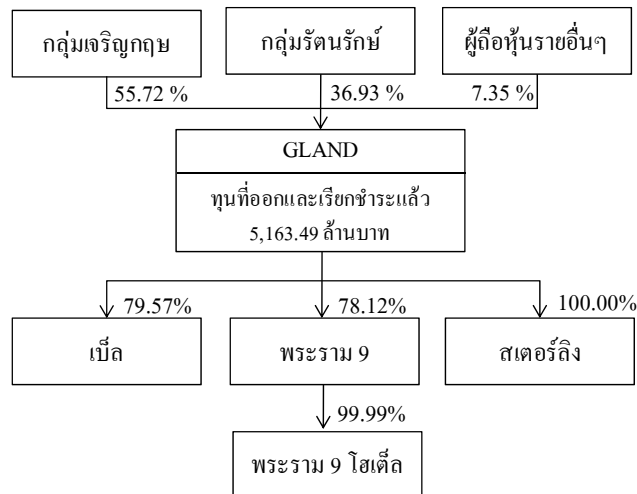 กลุ่มเจริญกฤษ
กลุ่มรัตนรักษ์
ผู้ถือหุ้นรายอื่นๆ
55.72 %
36.93 %
7.35 %
GLAND
ทุนที่ออกและเรียกชำระแล้ว
5,163.49 ล้านบาท
79.57%
78.12%
100.00%
เบ็ล
พระราม 9
สเตอร์ลิง
99.99%
พระราม 9 โฮเต็ล